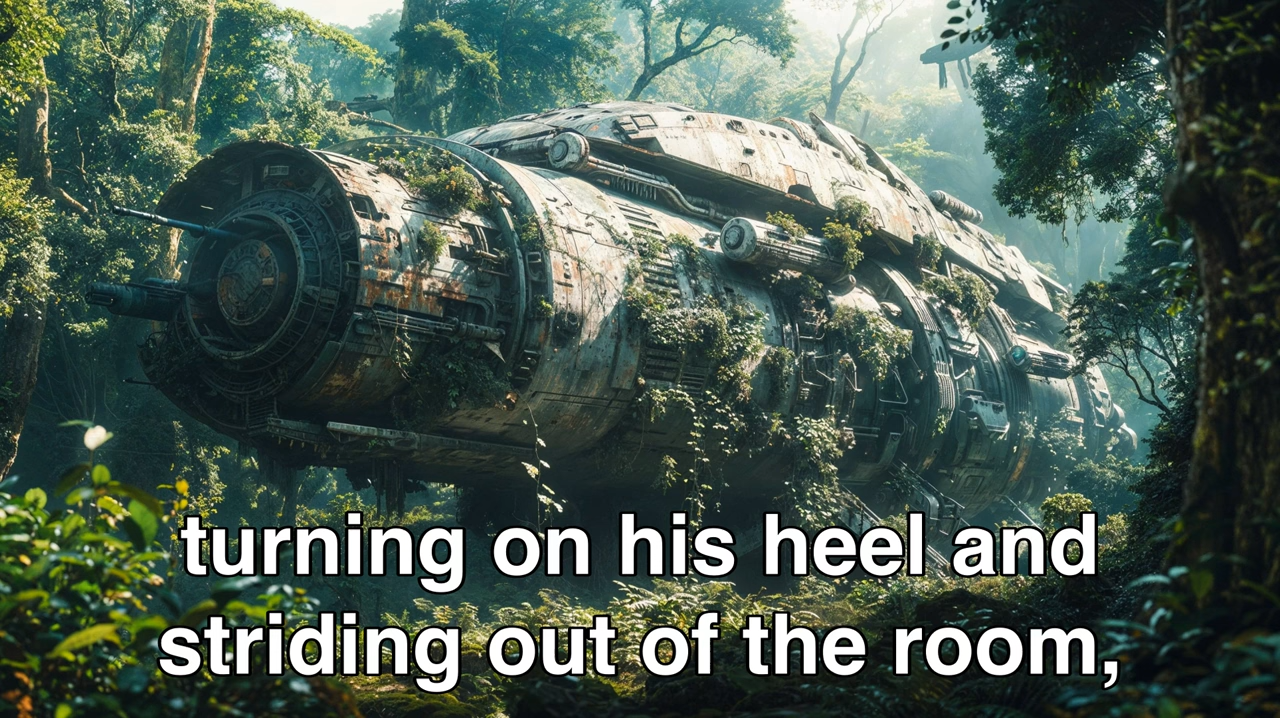 turning on his heel and
striding out of the room,